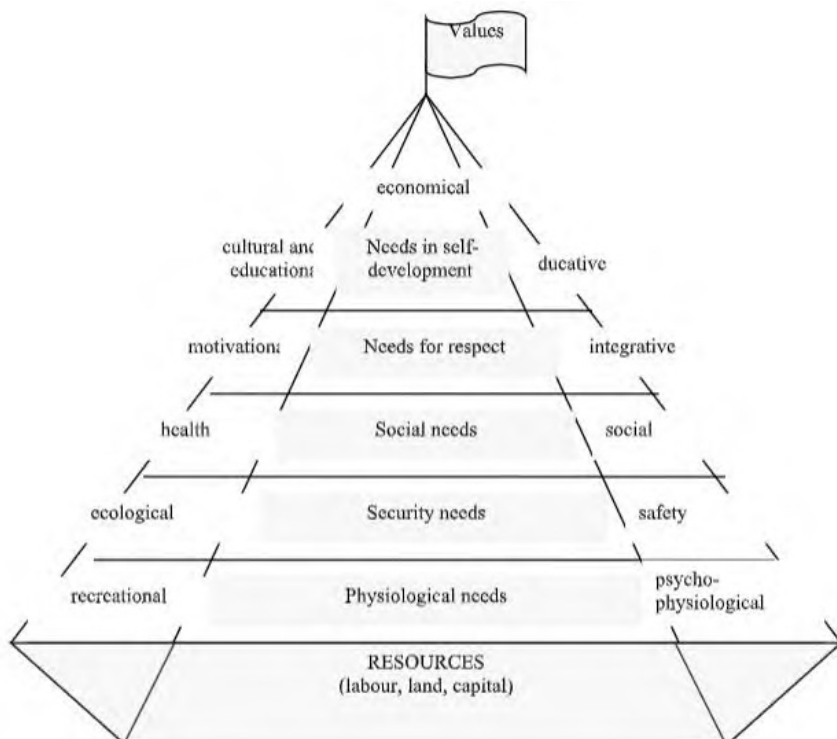 Values
economical
cultural and
educationa
Needs in self-
development
ducative
motivationa
Needs for respect
integrative
health
Social needs
social
ecological
Security needs
safety
recreational
Physiological needs
psycho-
physiological
RESOURCES
(labour, land, capital)